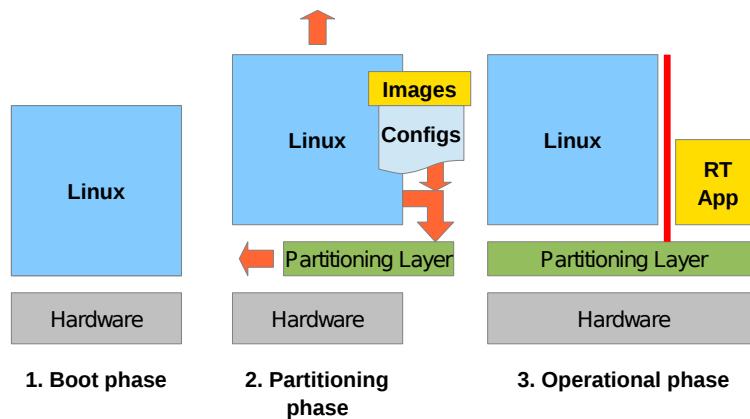 Linux
Hardware
1. Boot phase
Images
Configs
Linux
Partitioning Layer
Hardware
2. Partitioning
phase
Linux
RT
App
Partitioning Layer
Hardware
3. Operational phase